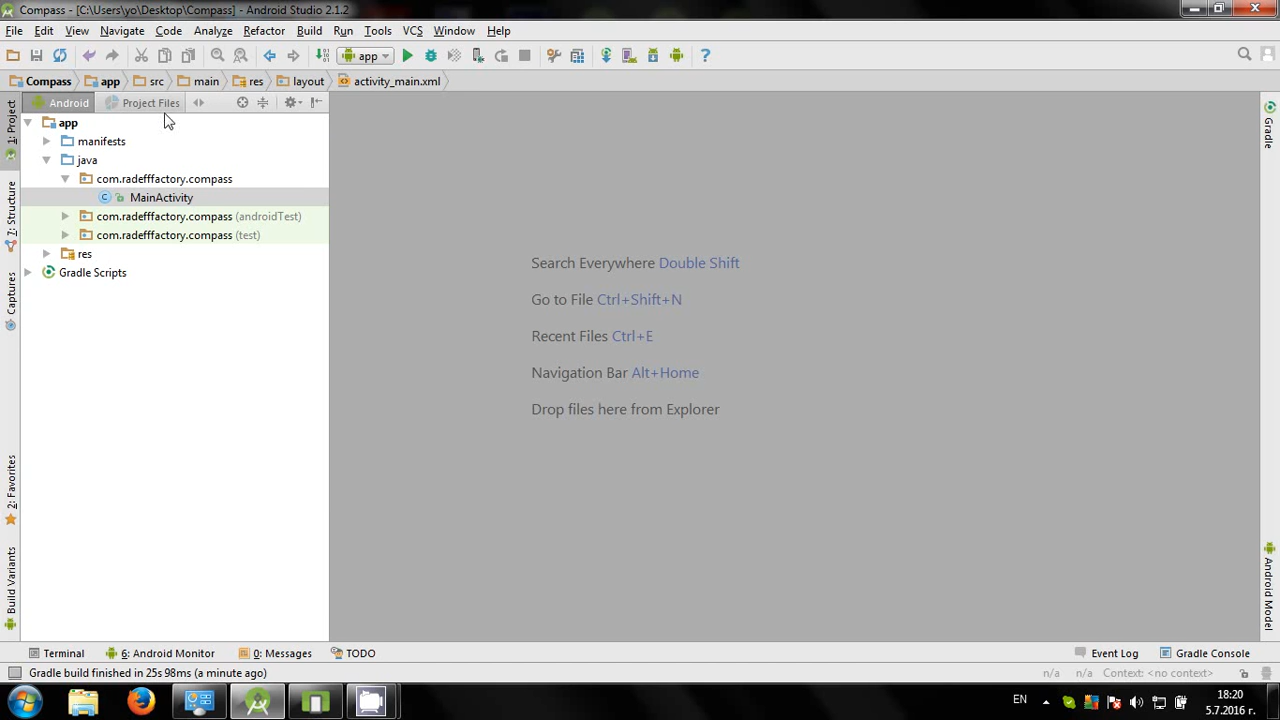 Compass - [C:\Users\yo\Desktop\Compass] - Android Studio 2.1.2
File Edit View Navigate Code Analyze Refactor Build Run Tools VCS Window Help
app
Compass app src main res layout activity_main.xml
Android Project Files
1: Project
7: Structure
Captures
2: Favorites
Build Variants
app
manifests
java
com.radefffactory.compass
MainActivity
com.radefffactory.compass (androidTest)
com.radefffactory.compass (test)
res
Gradle Scripts
Search Everywhere Double Shift
Go to File Ctrl+Shift+N
Recent Files Ctrl+E
Navigation Bar Alt+Home
Drop files here from Explorer
Gradle
Android Model
Terminal 6: Android Monitor 0: Messages TODO Event Log Gradle Console
Gradle build finished in 25s 98ms (a minute ago) n/a n/a Context: <no context>
EN 18:20
5.7.2016 г.